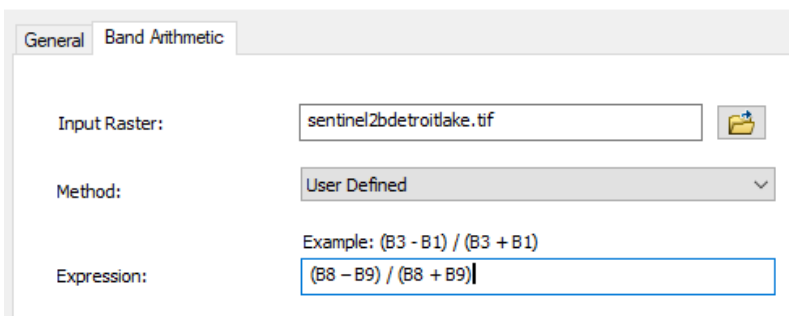 General Band Arithmetic
Input Raster: sentinel2bdetroitlake.tif
Method: User Defined
Example: (B3 - B1) / (B3 + B1)
Expression: (B8 – B9) / (B8 + B9)